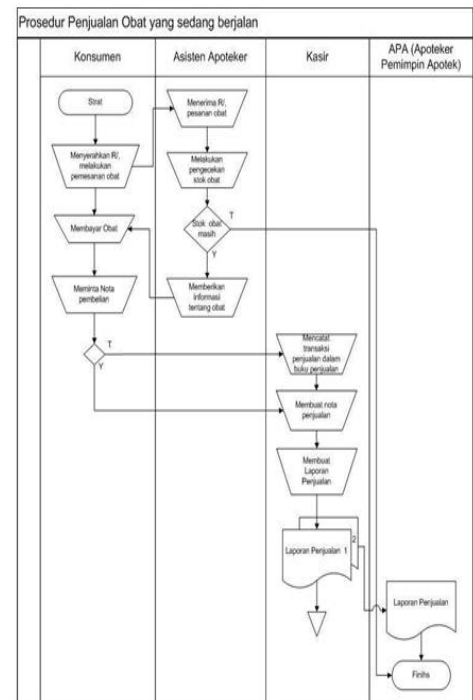 Prosedur Penjualan Obat yang sedang berjalan
Konsumen
Asisten Apoteker
Kasir
APA (Apoteker
Pemimpin Apotek)
Strat
Menyerahkan R/,
melakukan
pemesanan obat
Membayar Obat
Meminta Nota
pembelian
T
Y
Menerima R/,
pesanan obat
Melakukan
pengecekan
stok obat
Stok obat
masih
T
Y
Memberikan
informasi
tentang obat
Mencatat
transaksi
penjualan dalam
buku penjualan
Membuat nota
penjualan
Membuat
Laporan
Penjualan
2
Laporan Penjualan 1
Laporan Penjualan
Finihs